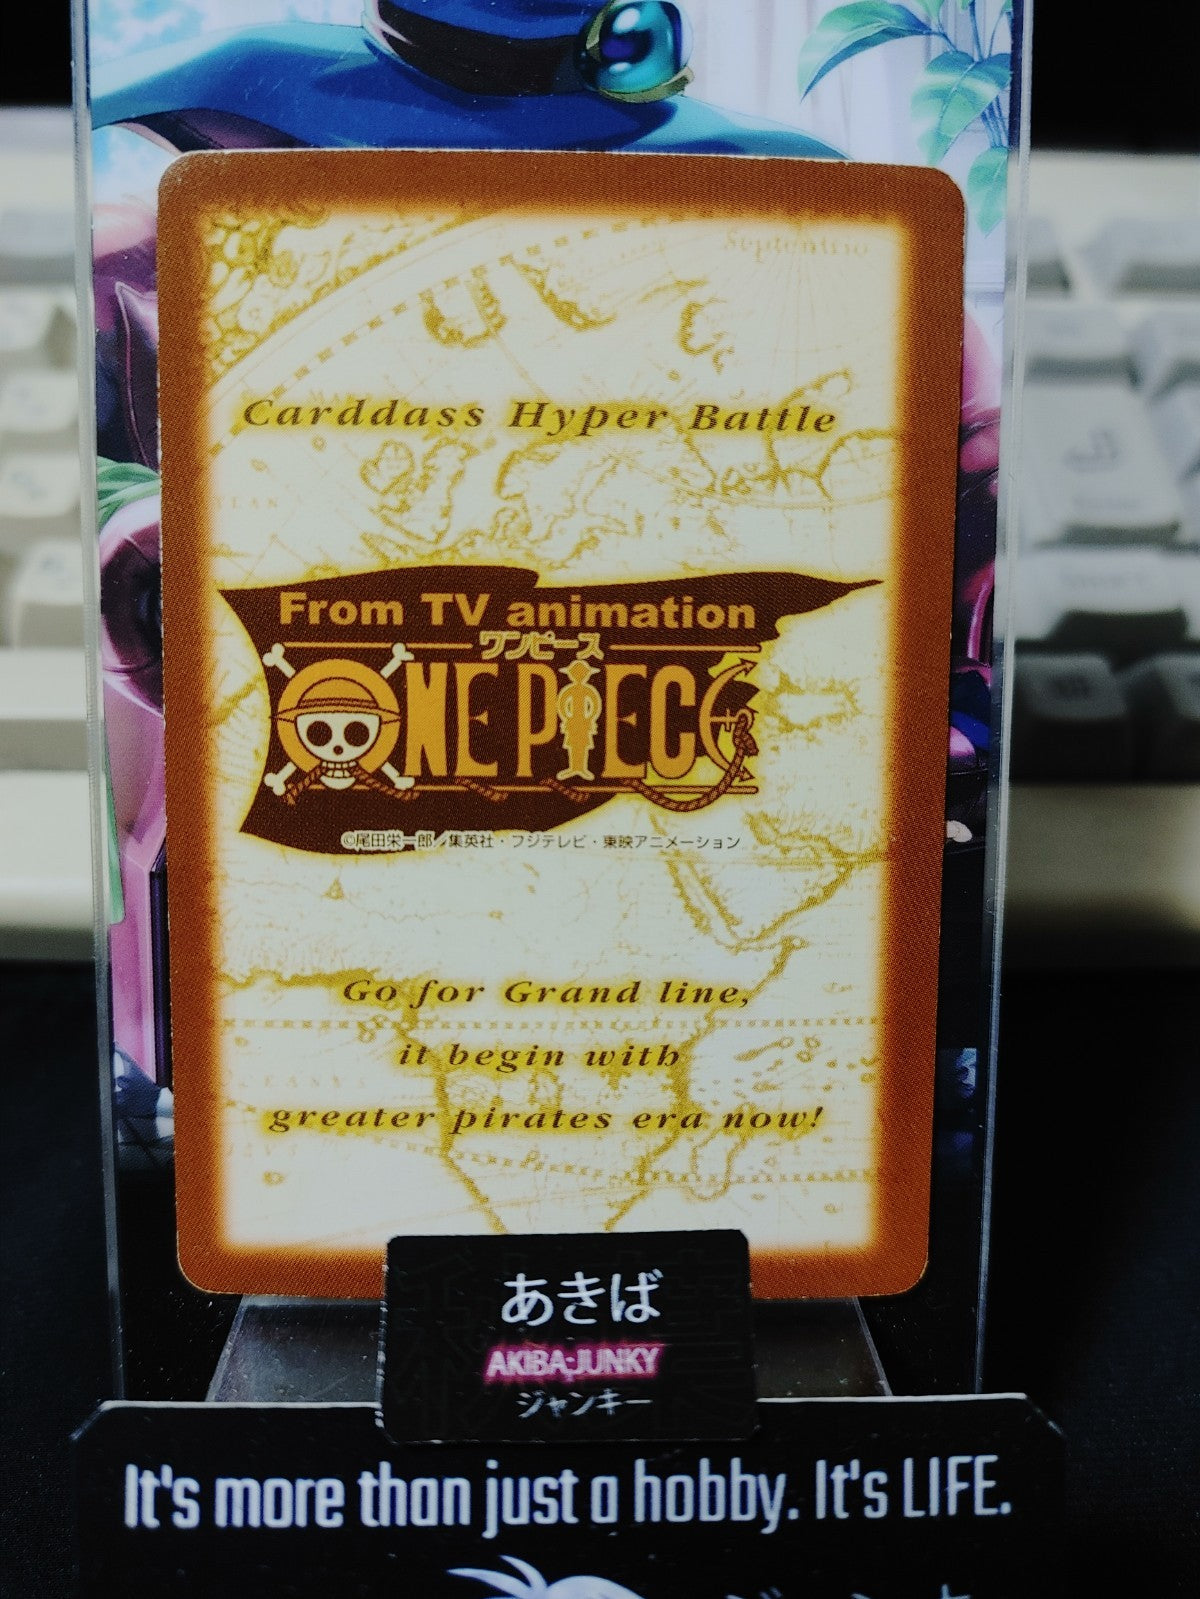 Septentrio
Carddass Hyper Battle
From TV animation
ワンピース
ONE PIECE
©尾田栄一郎／集英社・フジテレビ・東映アニメーション
Go for Grand line,
it begin with
greater pirates era now!
あきば
AKIBA;JUNKY
ジャンキー
It's more than just a hobby. It's LIFE.